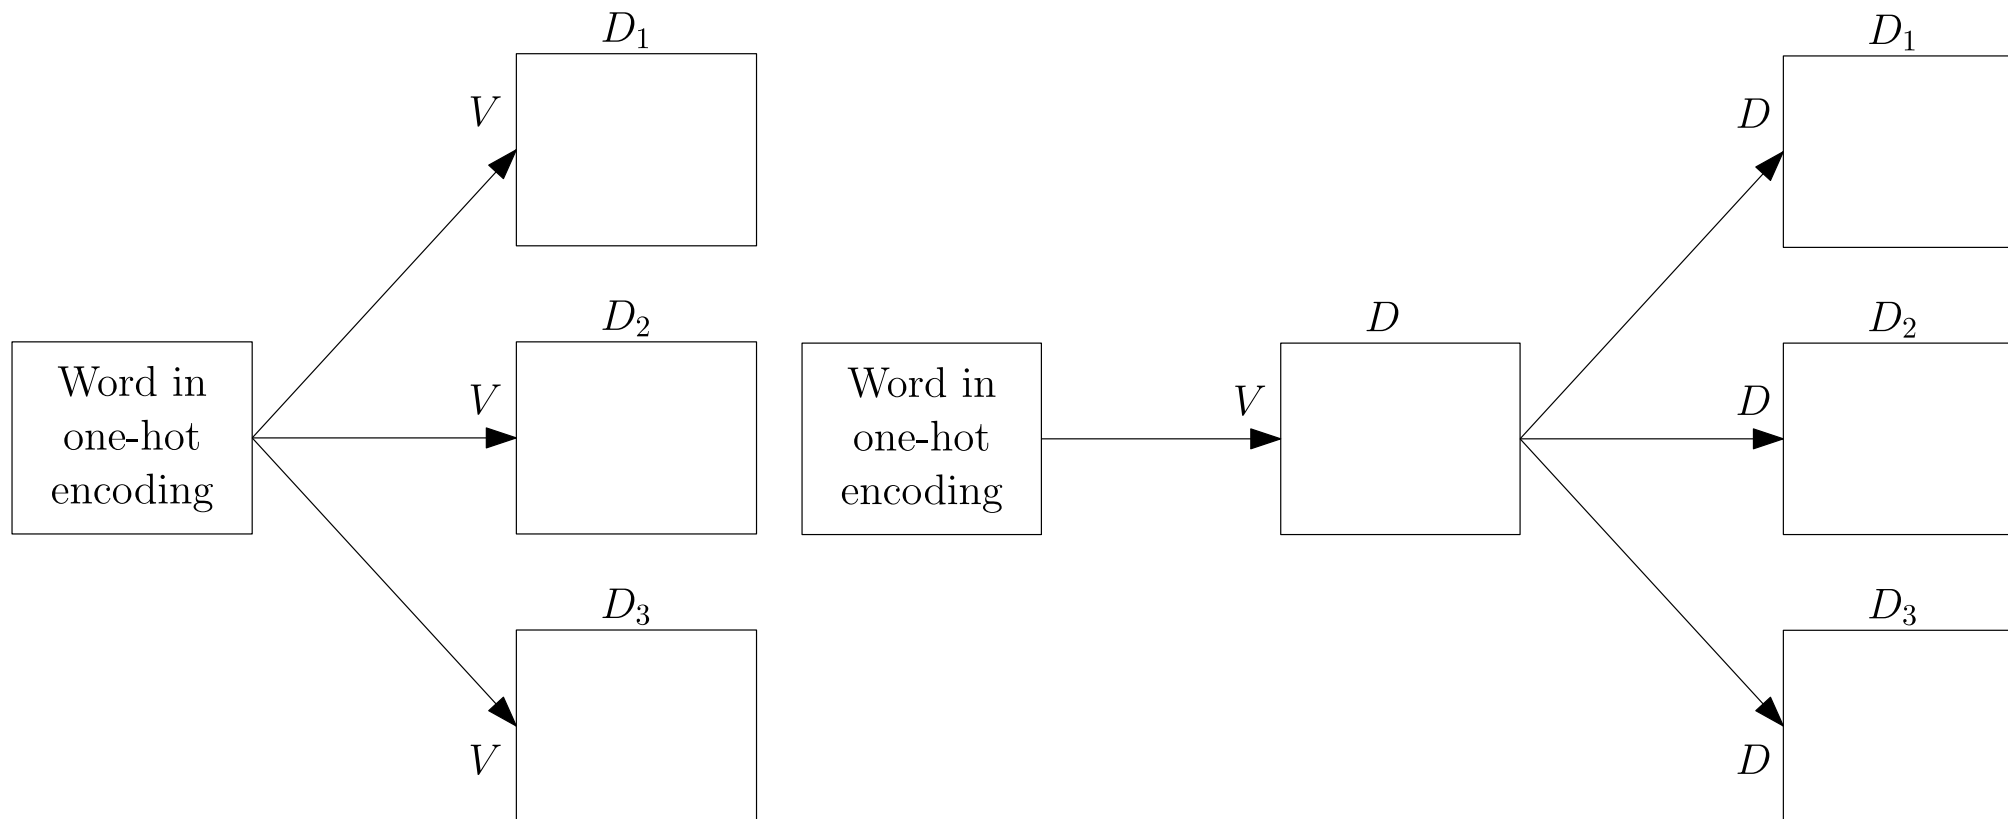 D₁
V
D₂
V
Word in
one-hot
encoding
D₃
V
D₁
D
D
D₂
V
D
Word in
one-hot
encoding
D₃
D